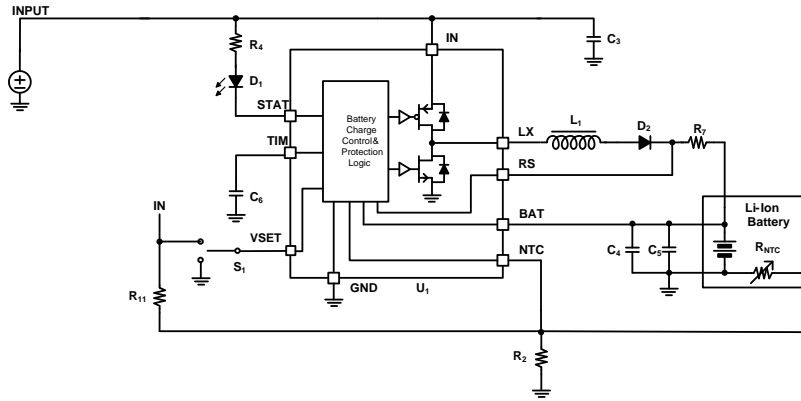 INPUT
R4
IN
C3
D1
STAT
Battery
Charge
Control&
Protection
Logic
TIM
LX
L1
D2
R7
RS
C6
IN
VSET
S1
BAT
Li-Ion
Battery
C4
C5
RNTC
NTC
R11
GND
U1
R2